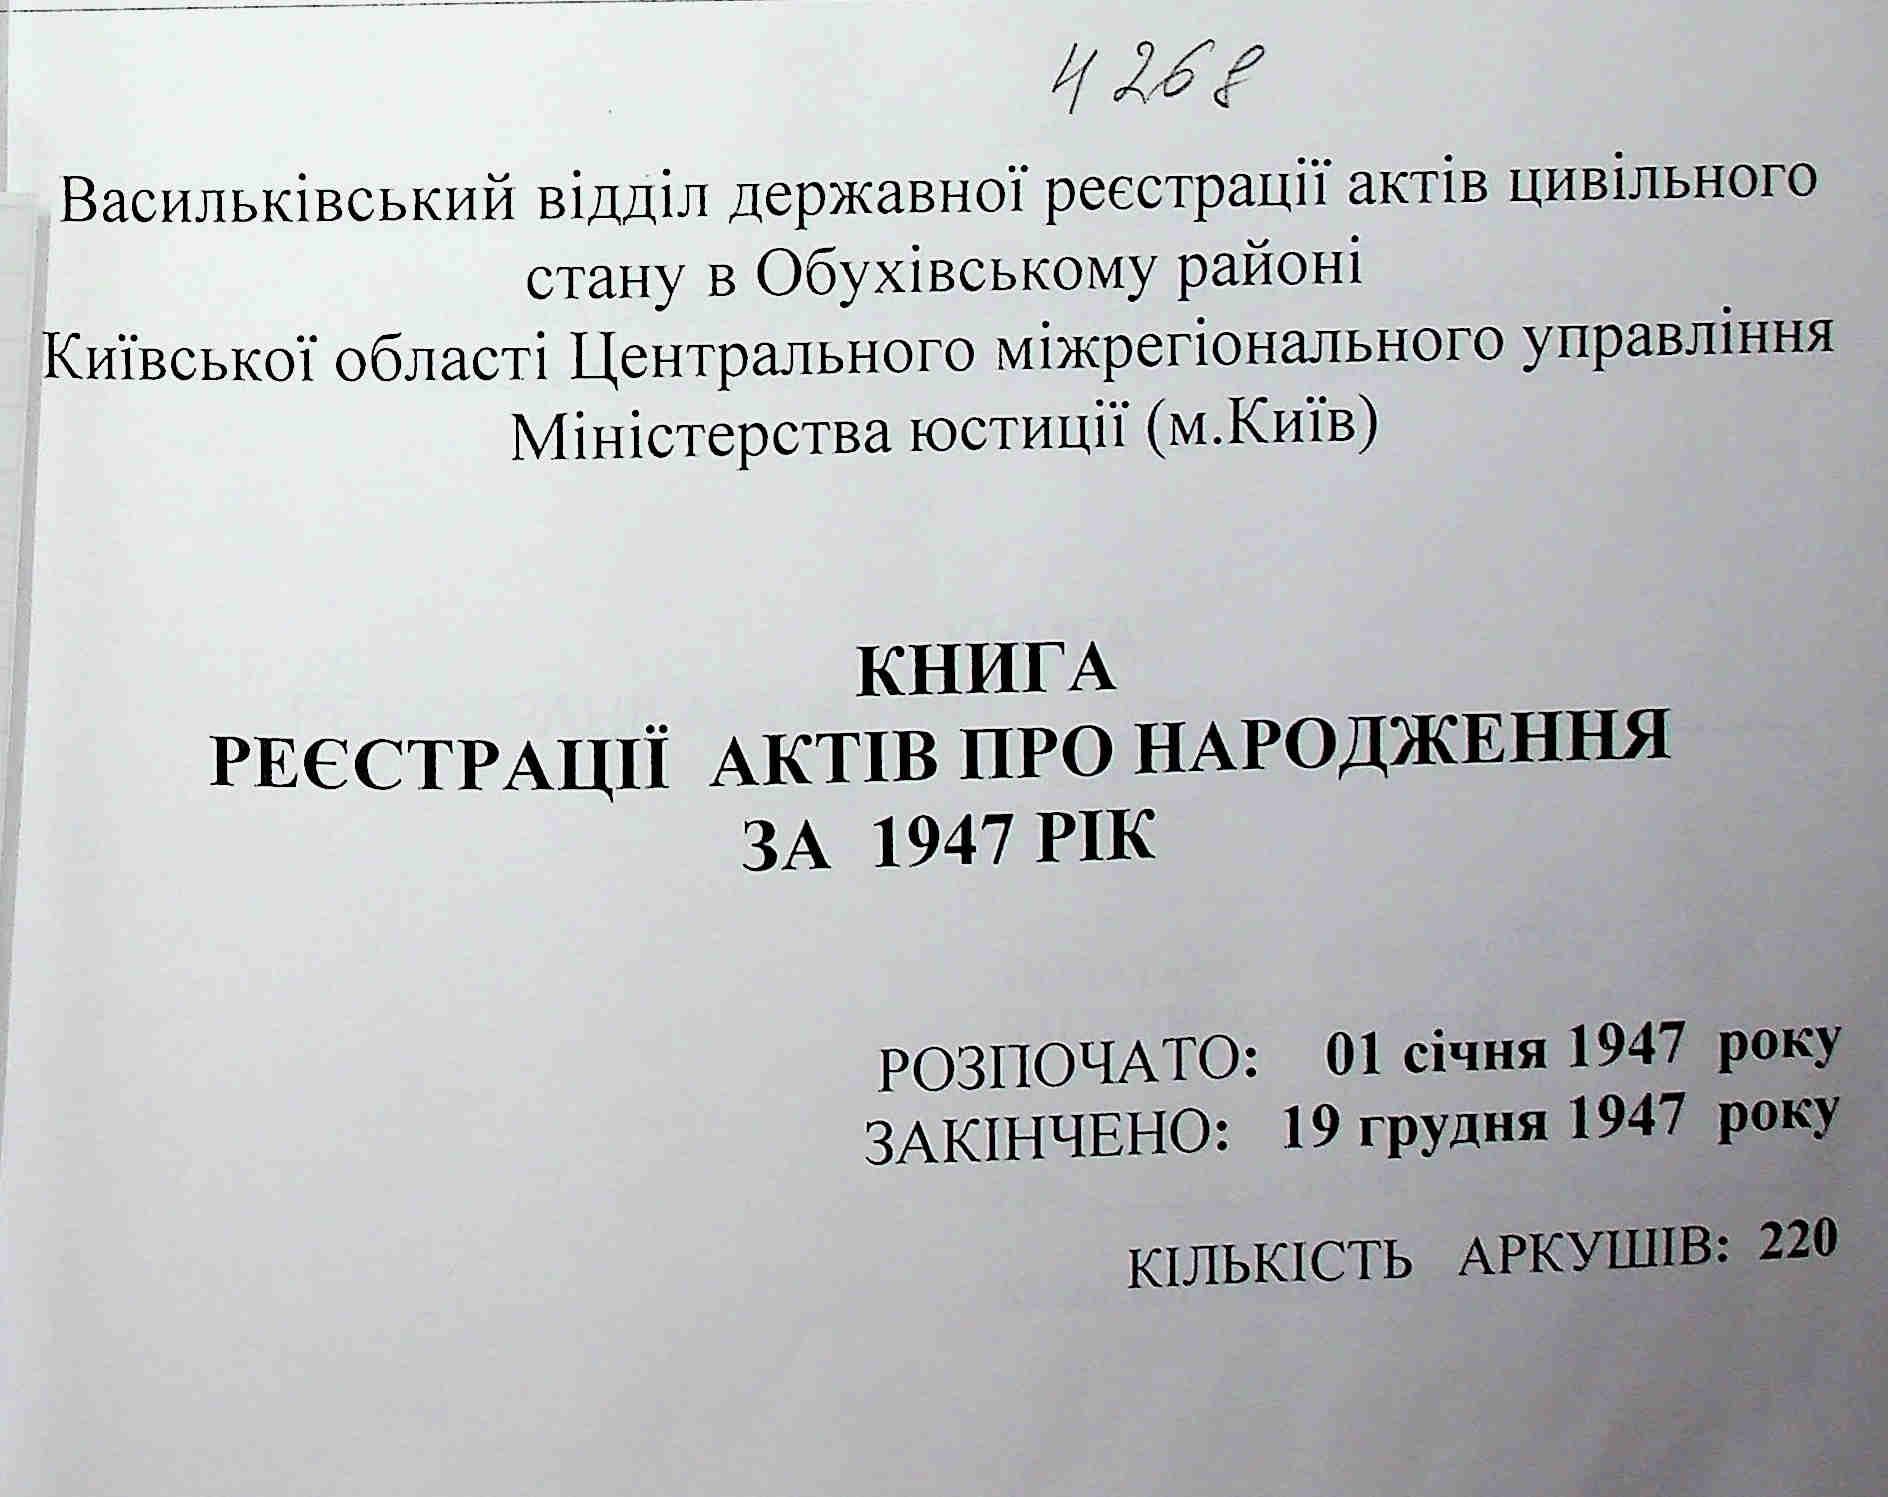 4268
Васильківський відділ державної реєстрації актів цивільного
стану в Обухівському районі
Київської області Центрального міжрегіонального управління
Міністерства юстиції (м.Київ)
КНИГА
РЕЄСТРАЦІЇ АКТІВ ПРО НАРОДЖЕННЯ
ЗА 1947 РІК
РОЗПОЧАТО: 01 січня 1947 року
ЗАКІНЧЕНО: 19 грудня 1947 року
КІЛЬКІСТЬ АРКУШІВ: 220